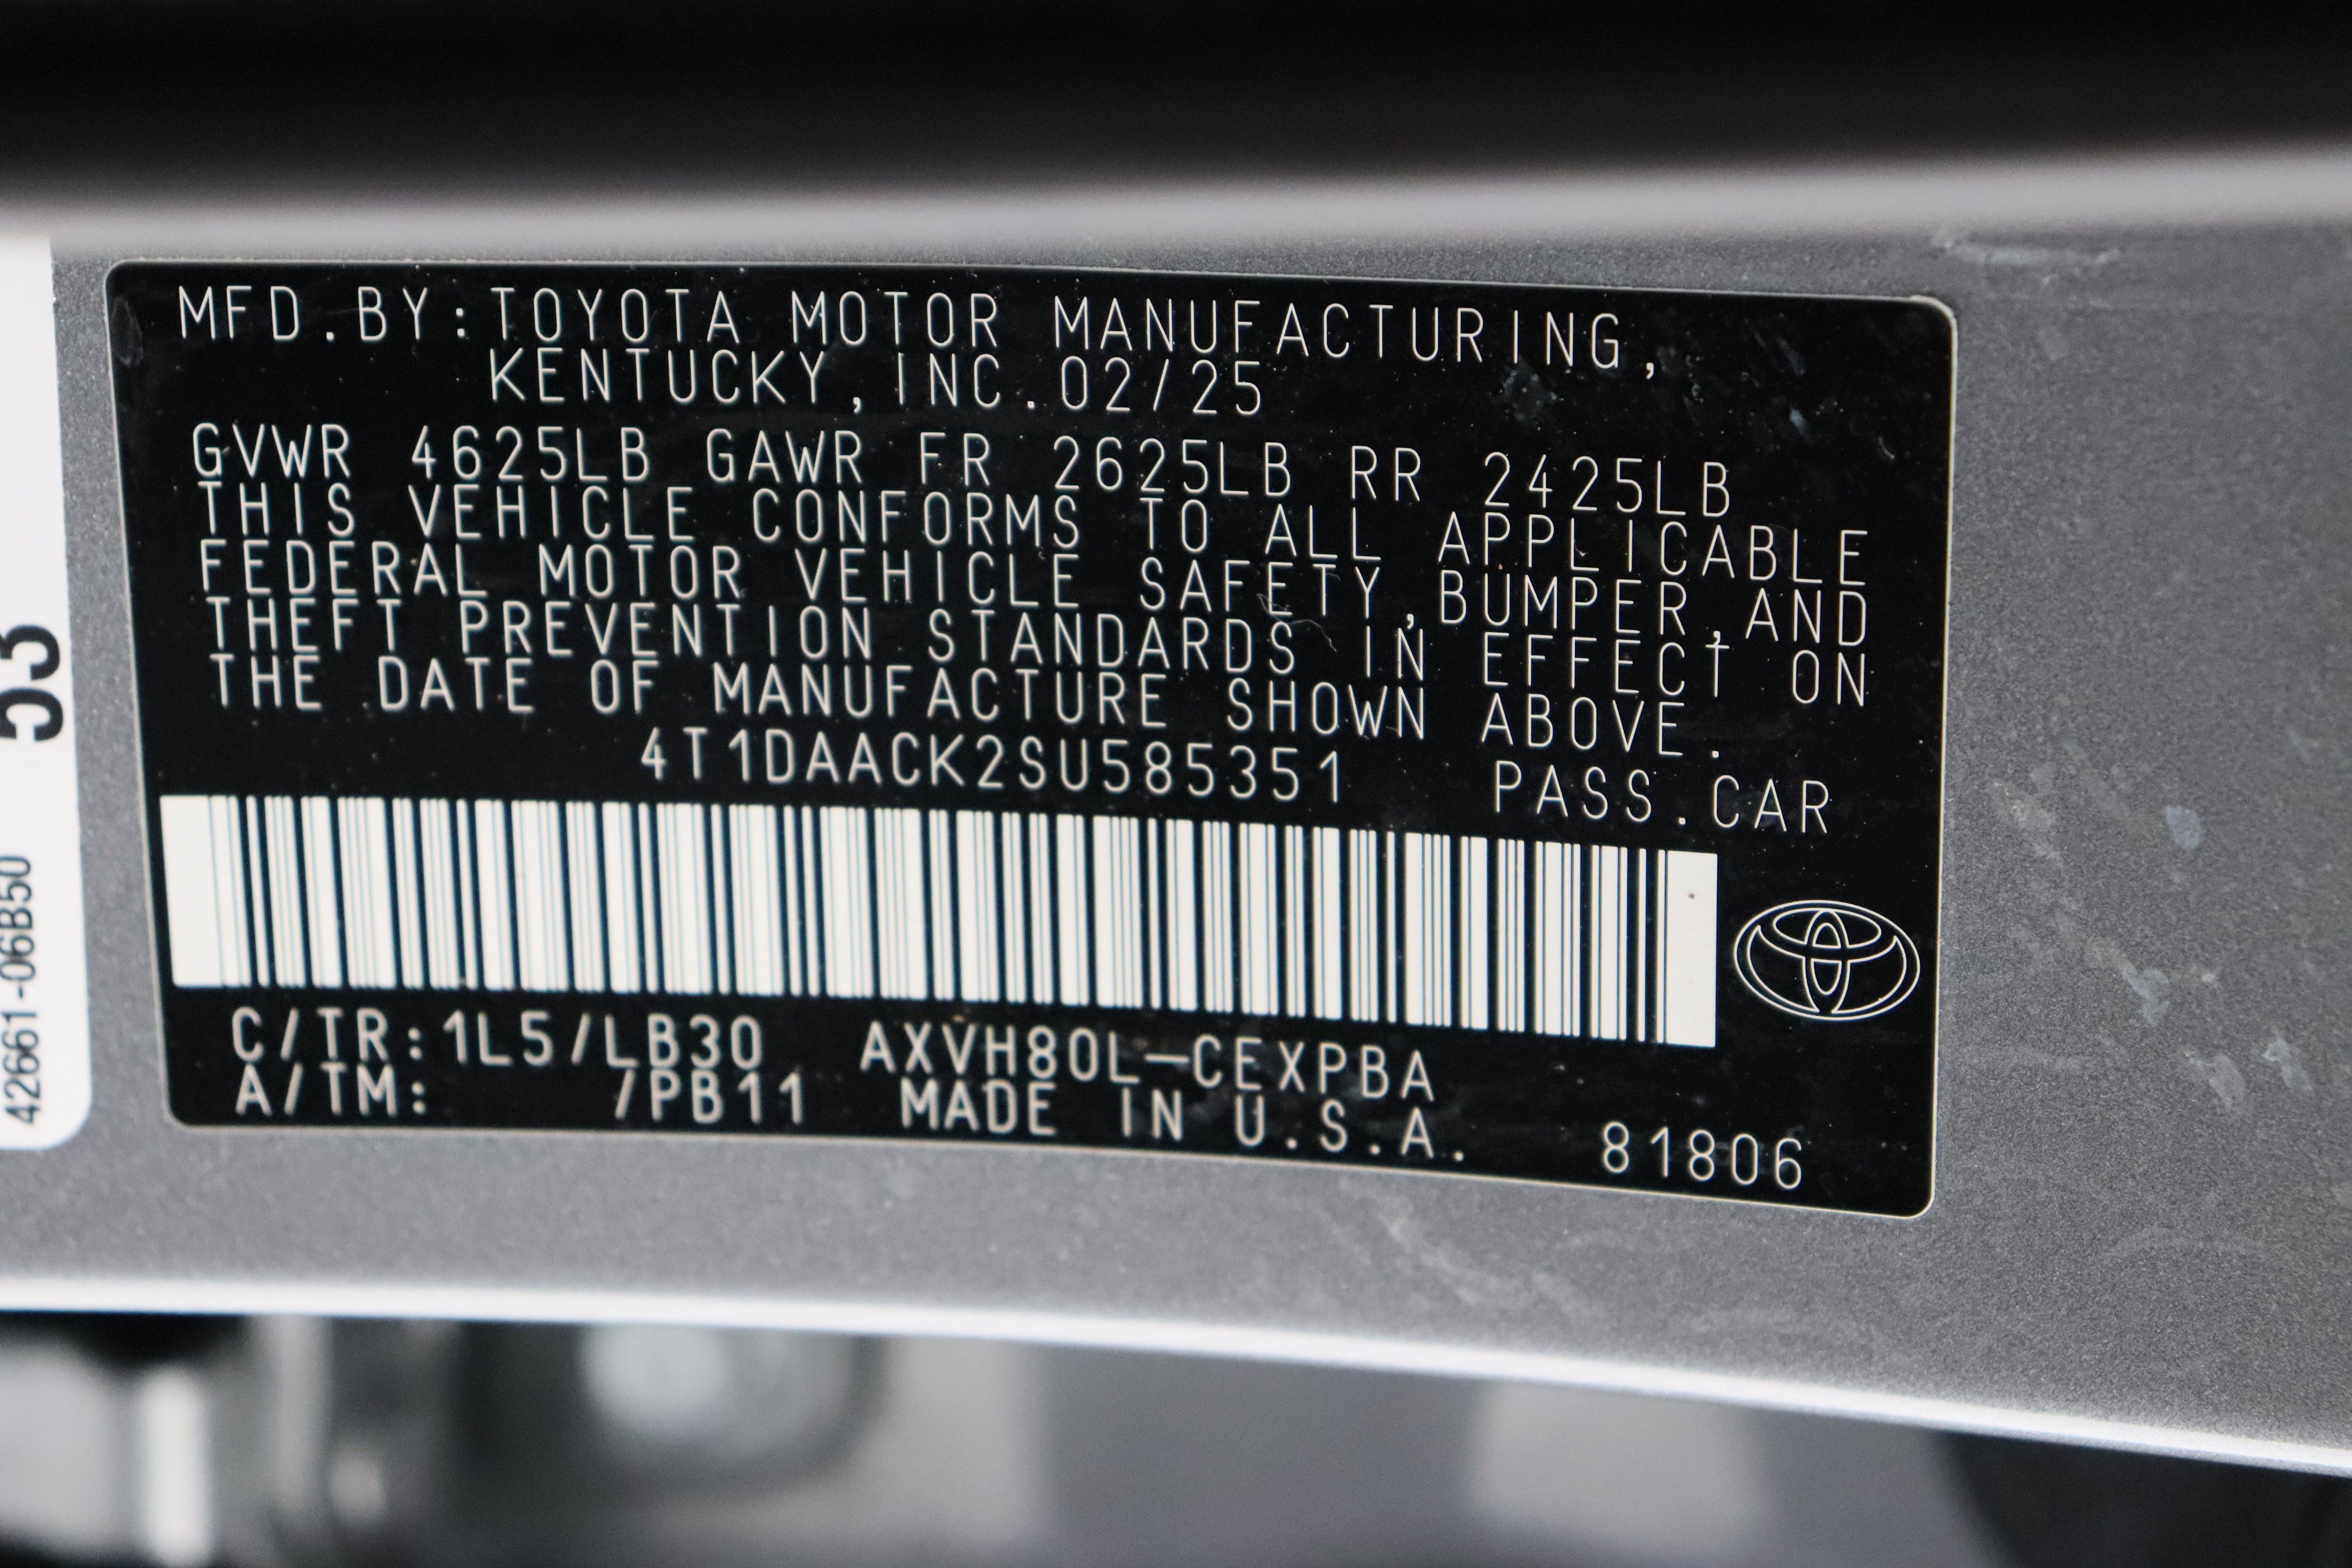 MFD.BY:TOYOTA MOTOR MANUFACTURING,
KENTUCKY,INC.02/25
GVWR 4625LB GAWR FR 2625LB RR 2425LB
THIS VEHICLE CONFORMS TO ALL APPLICABLE
FEDERAL MOTOR VEHICLE SAFETY,BUMPER,AND
THEFT PREVENTION STANDARDS IN EFFECT ON
THE DATE OF MANUFACTURE SHOWN ABOVE.
4T1DAACK2SU585351 PASS.CAR
C/TR:1L5/LB30 AXVH80L-CEXPBA
A/TM: /PB11 MADE IN U.S.A. 81806
53
42661-06B50